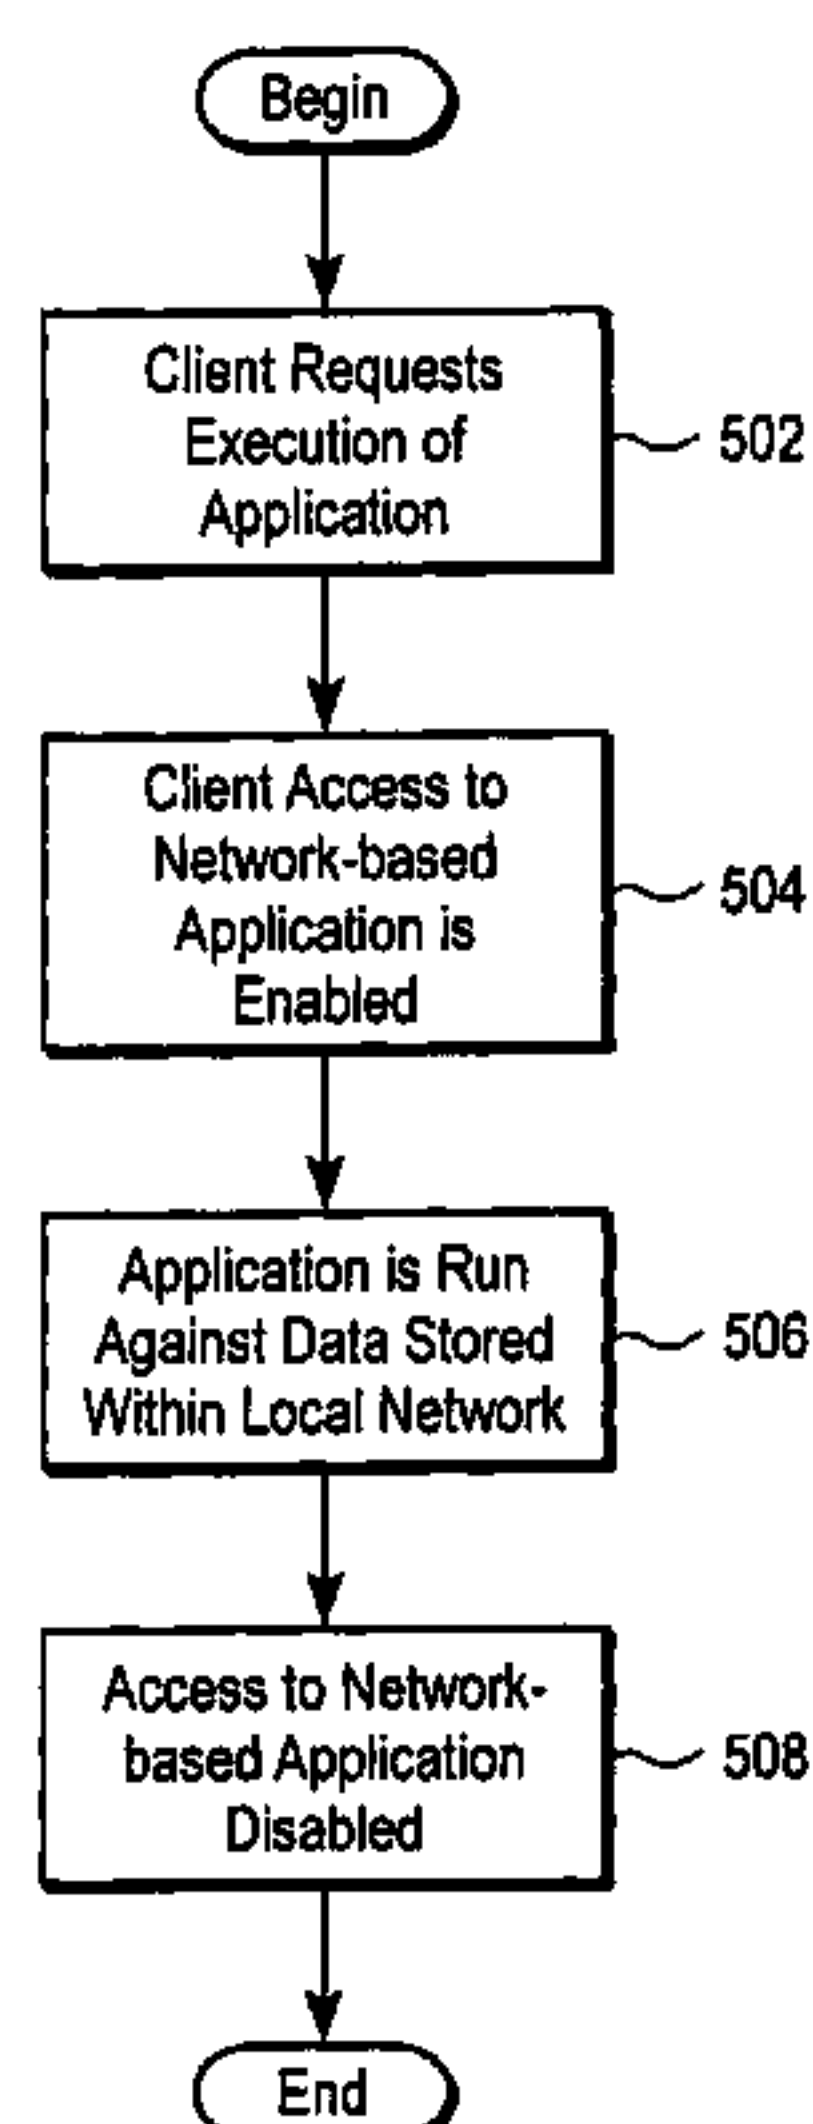 Begin
Client Requests
Execution of
Application
502
Client Access to
Network-based
Application is
Enabled
504
Application is Run
Against Data Stored
Within Local Network
506
Access to Network-
based Application
Disabled
508
End